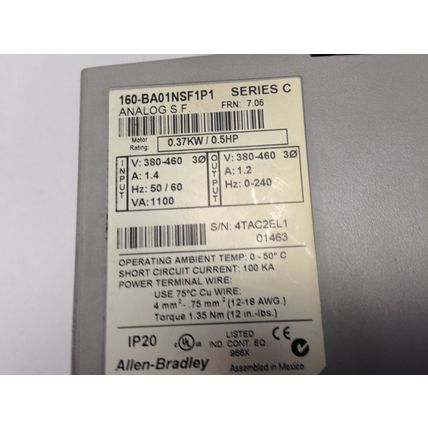 160-BA01NSF1P1 SERIES C
ANALOG S.F. FRN: 7.06
Motor Rating: 0.37KW / 0.5HP
INPUT
V: 380-460 3Ø
A: 1.4
Hz: 50 / 60
VA: 1100
OUTPUT
V: 380-460 3Ø
A: 1.2
Hz: 0-240
S/N: 4TAC2EL1
01463
OPERATING AMBIENT TEMP: 0 - 50° C
SHORT CIRCUIT CURRENT: 100 KA
POWER TERMINAL WIRE:
USE 75°C Cu WIRE:
4 mm² - .75 mm² (12-18 AWG.)
Torque 1.35 Nm (12 in.-lbs.)
IP20 c UL us LISTED IND. CONT. EQ. 966X CE
Allen-Bradley Assembled in Mexico